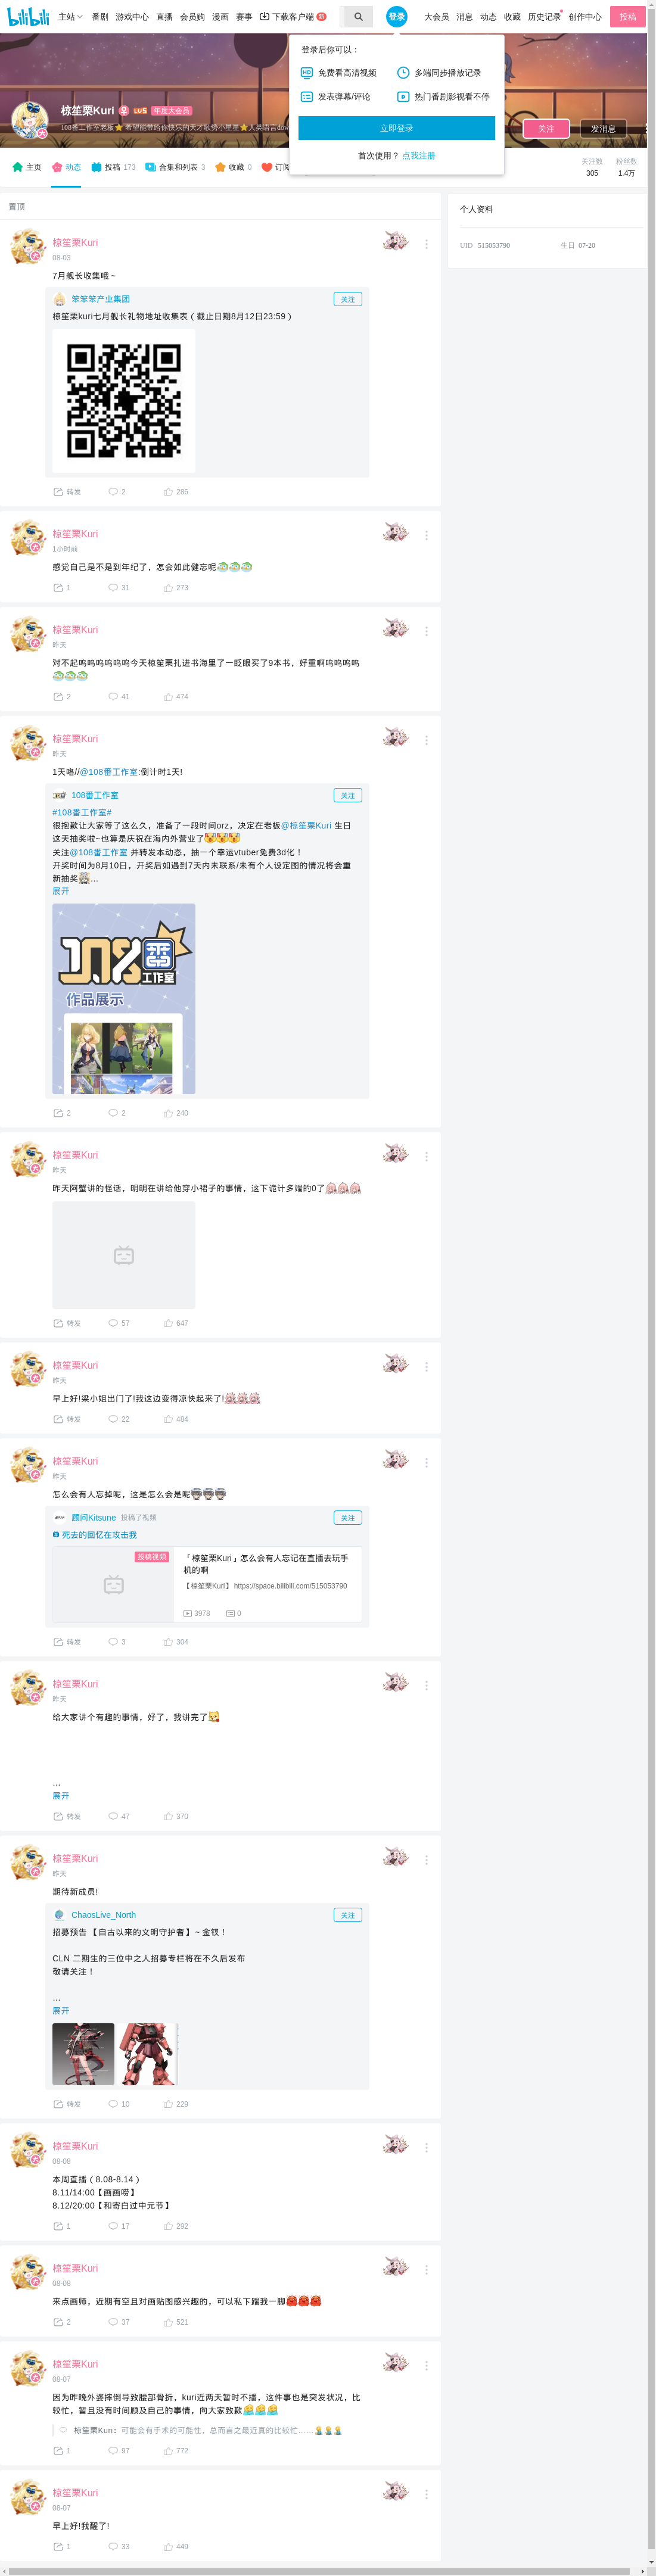 bilibili 主站 番剧 游戏中心 直播 会员购 漫画 赛事 下载客户端 新 登录 大会员 消息 动态 收藏 历史记录 创作中心 投稿
登录后你可以：
免费看高清视频 多端同步播放记录
发表弹幕/评论 热门番剧影视看不停
立即登录
首次使用？ 点我注册
椋笙栗Kuri LV5 年度大会员
108番工作室老板⭐ 希望能带给你快乐的天才歌势小星星⭐人类语言
关注 发消息
主页 动态 投稿 173 合集和列表 3 收藏 0 订阅
关注数 粉丝数
305 1.4万
置顶
个人资料
UID 515053790 生日 07-20
椋笙栗Kuri
08-03
7月舰长收集哦～
笨笨笨产业集团 关注
椋笙栗kuri七月舰长礼物地址收集表（截止日期8月12日23:59）
转发 2 286
椋笙栗Kuri
1小时前
感觉自己是不是到年纪了，怎会如此健忘呢
1 31 273
椋笙栗Kuri
昨天
对不起呜呜呜呜呜呜今天椋笙栗扎进书海里了一眨眼买了9本书，好重啊呜呜呜呜
2 41 474
椋笙栗Kuri
昨天
1天咯//@108番工作室:倒计时1天!
108番工作室 关注
#108番工作室#
很抱歉让大家等了这么久，准备了一段时间orz，决定在老板@椋笙栗Kuri 生日
这天抽奖啦~也算是庆祝在海内外营业了
关注@108番工作室 并转发本动态，抽一个幸运vtuber免费3d化！
开奖时间为8月10日，开奖后如遇到7天内未联系/未有个人设定图的情况将会重
新抽奖...
展开
108番工作室
作品展示
2 2 240
椋笙栗Kuri
昨天
昨天阿蟹讲的怪话，明明在讲给他穿小裙子的事情，这下诡计多端的0了
转发 57 647
椋笙栗Kuri
昨天
早上好!梁小姐出门了!我这边变得凉快起来了!
转发 22 484
椋笙栗Kuri
昨天
怎么会有人忘掉呢，这是怎么会是呢
顾问Kitsune 投稿了视频 关注
死去的回忆在攻击我
投稿视频
「椋笙栗Kuri」怎么会有人忘记在直播去玩手
机的啊
【椋笙栗Kuri】 https://space.bilibili.com/515053790
3978 0
转发 3 304
椋笙栗Kuri
昨天
给大家讲个有趣的事情，好了，我讲完了
...
展开
转发 47 370
椋笙栗Kuri
昨天
期待新成员!
ChaosLive_North 关注
招募预告 【自古以来的文明守护者】 ~ 金钗！
CLN 二期生的三位中之人招募专栏将在不久后发布
敬请关注！
...
展开
转发 10 229
椋笙栗Kuri
08-08
本周直播（8.08-8.14）
8.11/14:00【画画唠】
8.12/20:00【和寄白过中元节】
1 17 292
椋笙栗Kuri
08-08
来点画师，近期有空且对画贴图感兴趣的，可以私下踹我一脚
2 37 521
椋笙栗Kuri
08-07
因为昨晚外婆摔倒导致腰部骨折，kuri近两天暂时不播，这件事也是突发状况，比
较忙，暂且没有时间顾及自己的事情，向大家致歉
椋笙栗Kuri：可能会有手术的可能性，总而言之最近真的比较忙……
1 97 772
椋笙栗Kuri
08-07
早上好!我醒了!
1 33 449